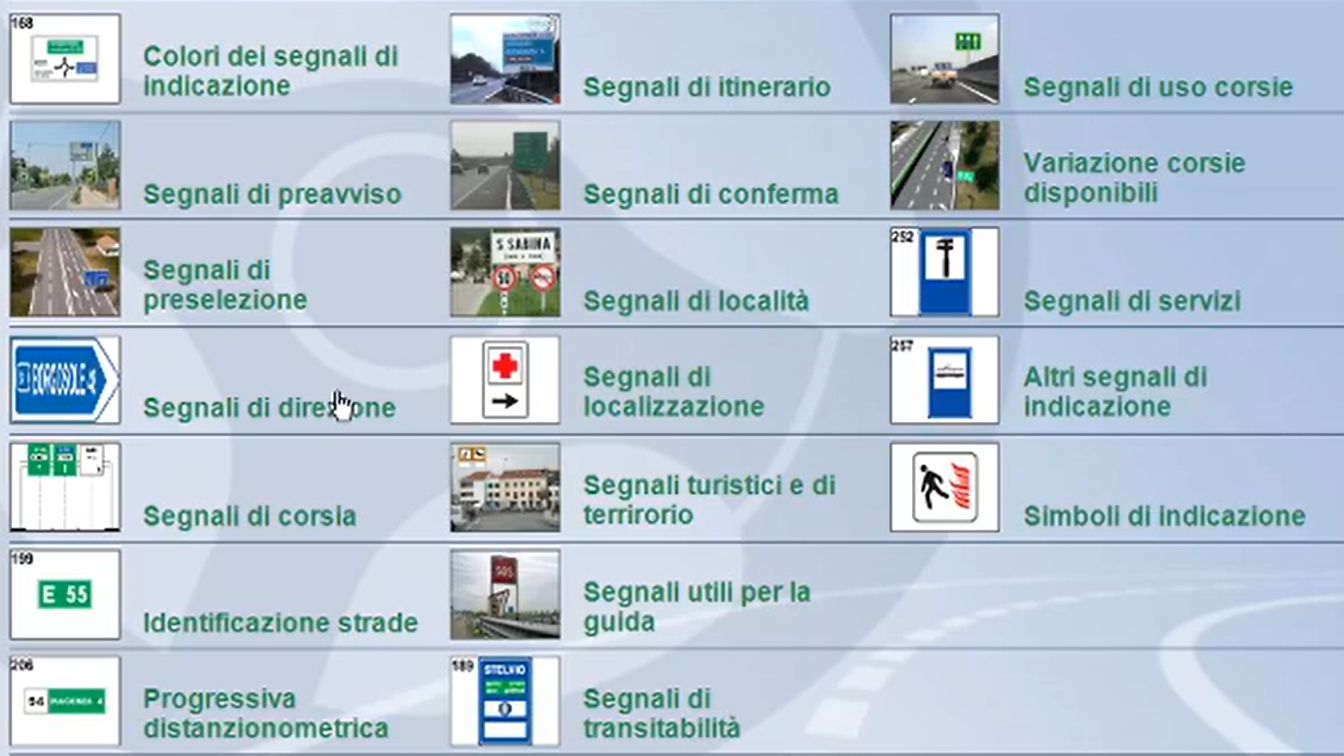 168
Colori dei segnali di
indicazione
Segnali di itinerario
Segnali di uso corsie
Segnali di preavviso
Segnali di conferma
Variazione corsie
disponibili
Segnali di
preselezione
S SABINA
50
Segnali di località
252
Segnali di servizi
BORGOSOLE
Segnali di direzione
Segnali di
localizzazione
257
Altri segnali di
indicazione
Segnali di corsia
Segnali turistici e di
terrirorio
Simboli di indicazione
199
E 55
Identificazione strade
SOS
Segnali utili per la
guida
206
54 PIACENZA 4
Progressiva
distanzionometrica
189
STELVIO
Segnali di
transitabilità